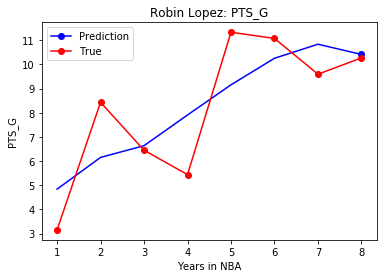 Robin Lopez: PTS_G
Prediction
True
PTS_G
11
10
9
8
7
6
5
4
3
1 2 3 4 5 6 7 8
Years in NBA